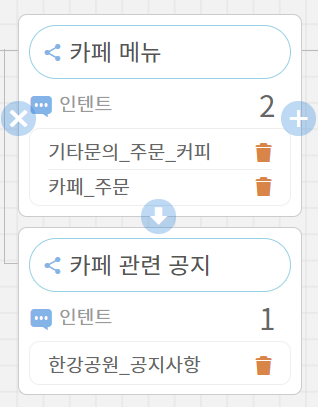 카페 메뉴
인텐트 2
기타문의_주문_커피
카페_주문
카페 관련 공지
인텐트 1
한강공원_공지사항